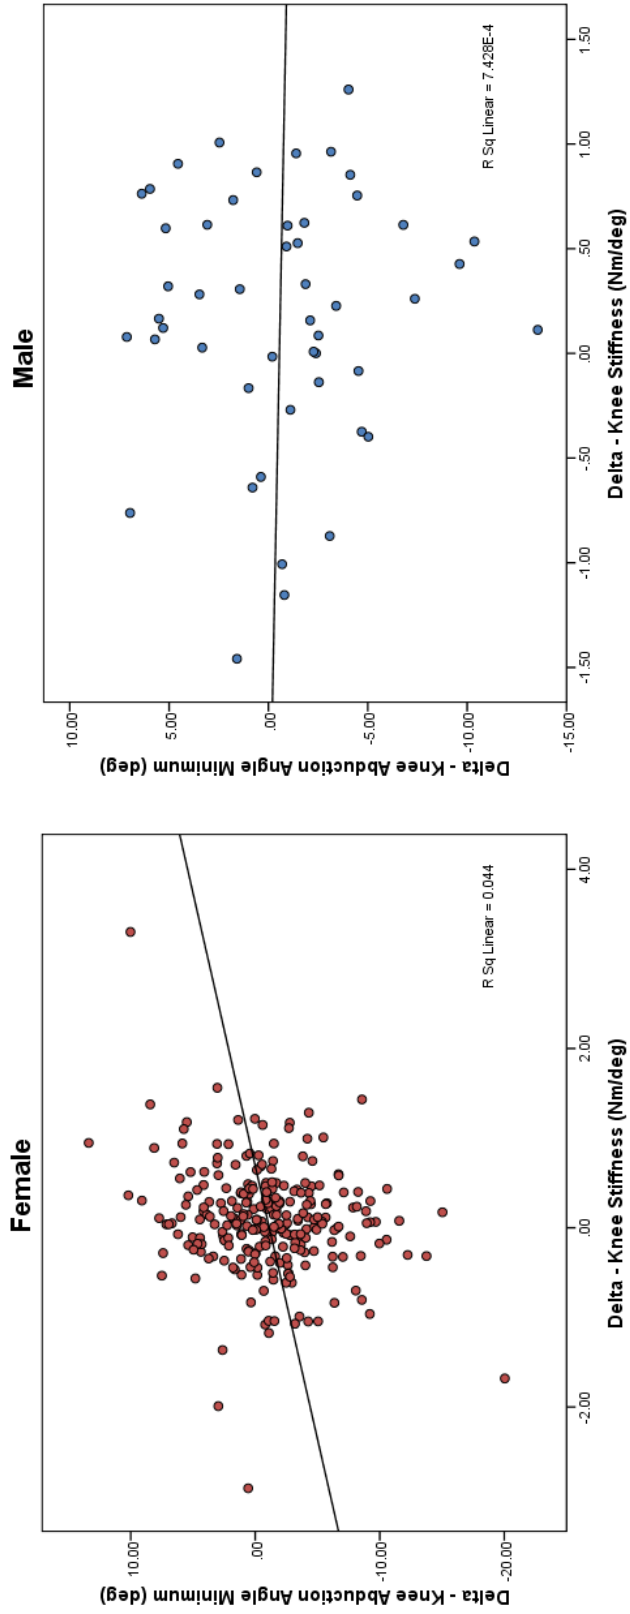 Female
Delta - Knee Abduction Angle Minimum (deg)
10.00
.00
-10.00
-20.00
R Sq Linear = 0.044
-2.00
.00
2.00
4.00
Delta - Knee Stiffness (Nm/deg)
Male
Delta - Knee Abduction Angle Minimum (deg)
10.00
5.00
.00
-5.00
-10.00
-15.00
R Sq Linear = 7.428E-4
-1.50
-1.00
-.50
.00
.50
1.00
1.50
Delta - Knee Stiffness (Nm/deg)